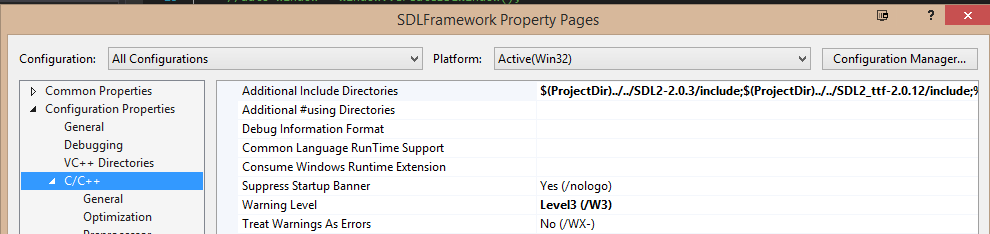 SDLFramework Property Pages
?
Configuration: All Configurations Platform: Active(Win32) Configuration Manager...
Common Properties
Configuration Properties
General
Debugging
VC++ Directories
C/C++
General
Optimization
Additional Include Directories $(ProjectDir)../../SDL2-2.0.3/include;$(ProjectDir)../../SDL2_ttf-2.0.12/include;%
Additional #using Directories
Debug Information Format
Common Language RunTime Support
Consume Windows Runtime Extension
Suppress Startup Banner Yes (/nologo)
Warning Level Level3 (/W3)
Treat Warnings As Errors No (/WX-)